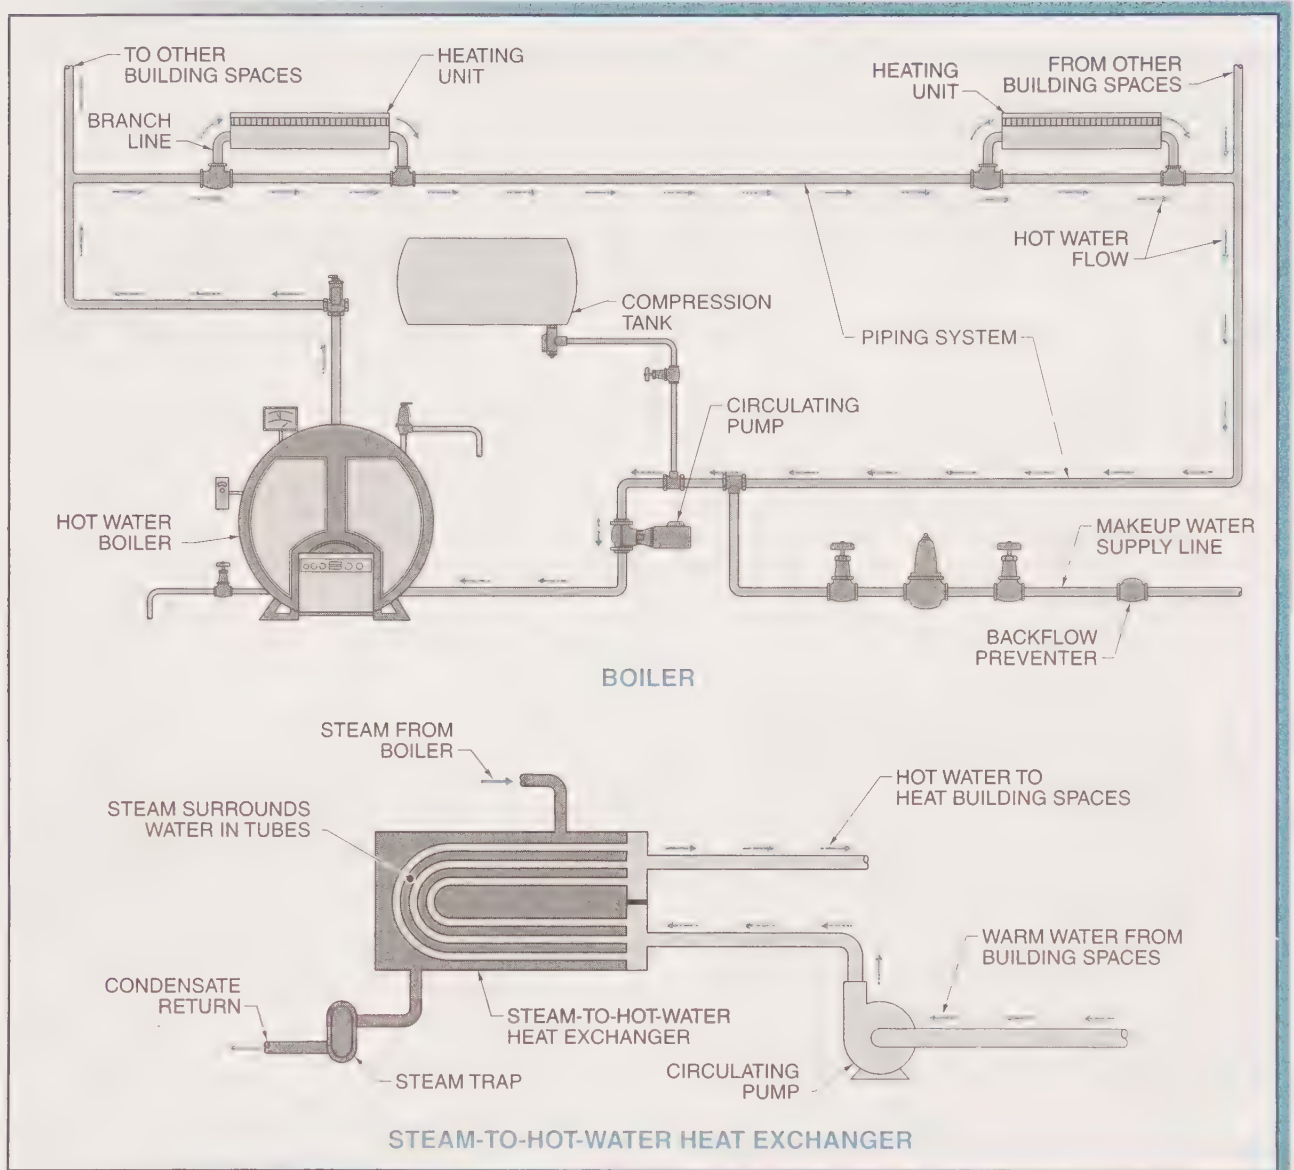 TO OTHER
BUILDING SPACES
HEATING
UNIT
HEATING
UNIT
FROM OTHER
BUILDING SPACES
BRANCH
LINE
HOT WATER
FLOW
COMPRESSION
TANK
PIPING SYSTEM
CIRCULATING
PUMP
HOT WATER
BOILER
MAKEUP WATER
SUPPLY LINE
BACKFLOW
PREVENTER
BOILER
STEAM FROM
BOILER
HOT WATER TO
HEAT BUILDING SPACES
STEAM SURROUNDS
WATER IN TUBES
WARM WATER FROM
BUILDING SPACES
CONDENSATE
RETURN
STEAM-TO-HOT-WATER
HEAT EXCHANGER
STEAM TRAP
CIRCULATING
PUMP
STEAM-TO-HOT-WATER HEAT EXCHANGER